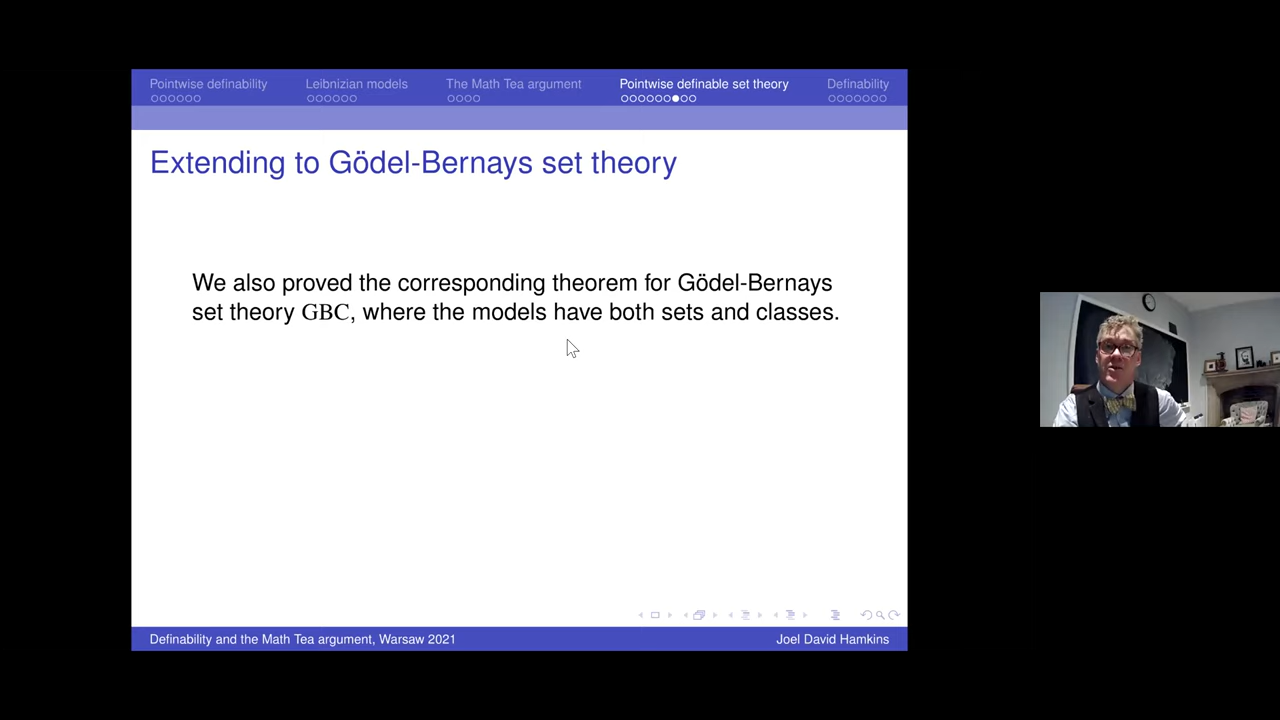 Pointwise definability Leibnizian models The Math Tea argument Pointwise definable set theory Definability
Extending to Gödel-Bernays set theory
We also proved the corresponding theorem for Gödel-Bernays
set theory GBC, where the models have both sets and classes.
Definability and the Math Tea argument, Warsaw 2021 Joel David Hamkins